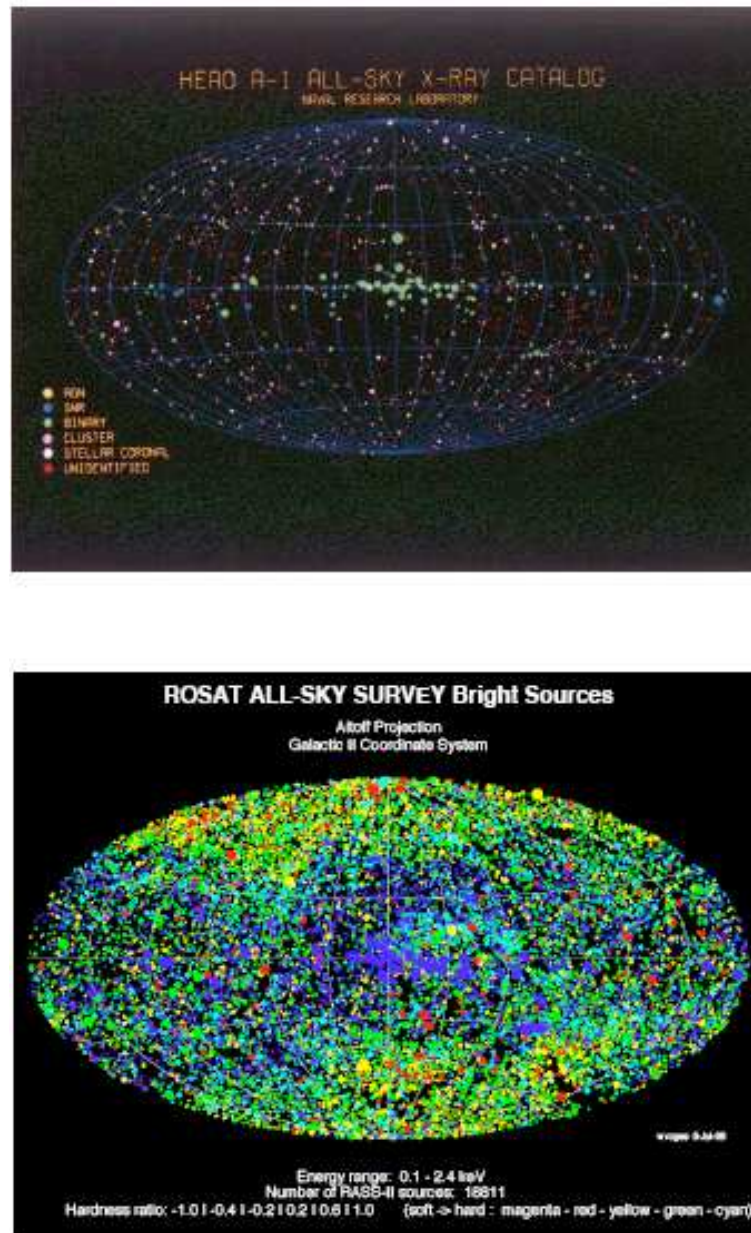 HEAO A-1 ALL-SKY X-RAY CATALOG
NAVAL RESEARCH LABORATORY
AGN
SNR
BINARY
CLUSTER
STELLAR CORONAL
UNIDENTIFIED
ROSAT ALL-SKY SURVEY Bright Sources
Aitoff Projection
Galactic II Coordinate System
Energy range: 0.1 - 2.4 keV
Number of RASS-II sources: 18811
Hardness ratio: -1.0 | -0.4 | -0.2 | 0.2 | 0.6 | 1.0 (soft -> hard : magenta - red - yellow - green - cyan)